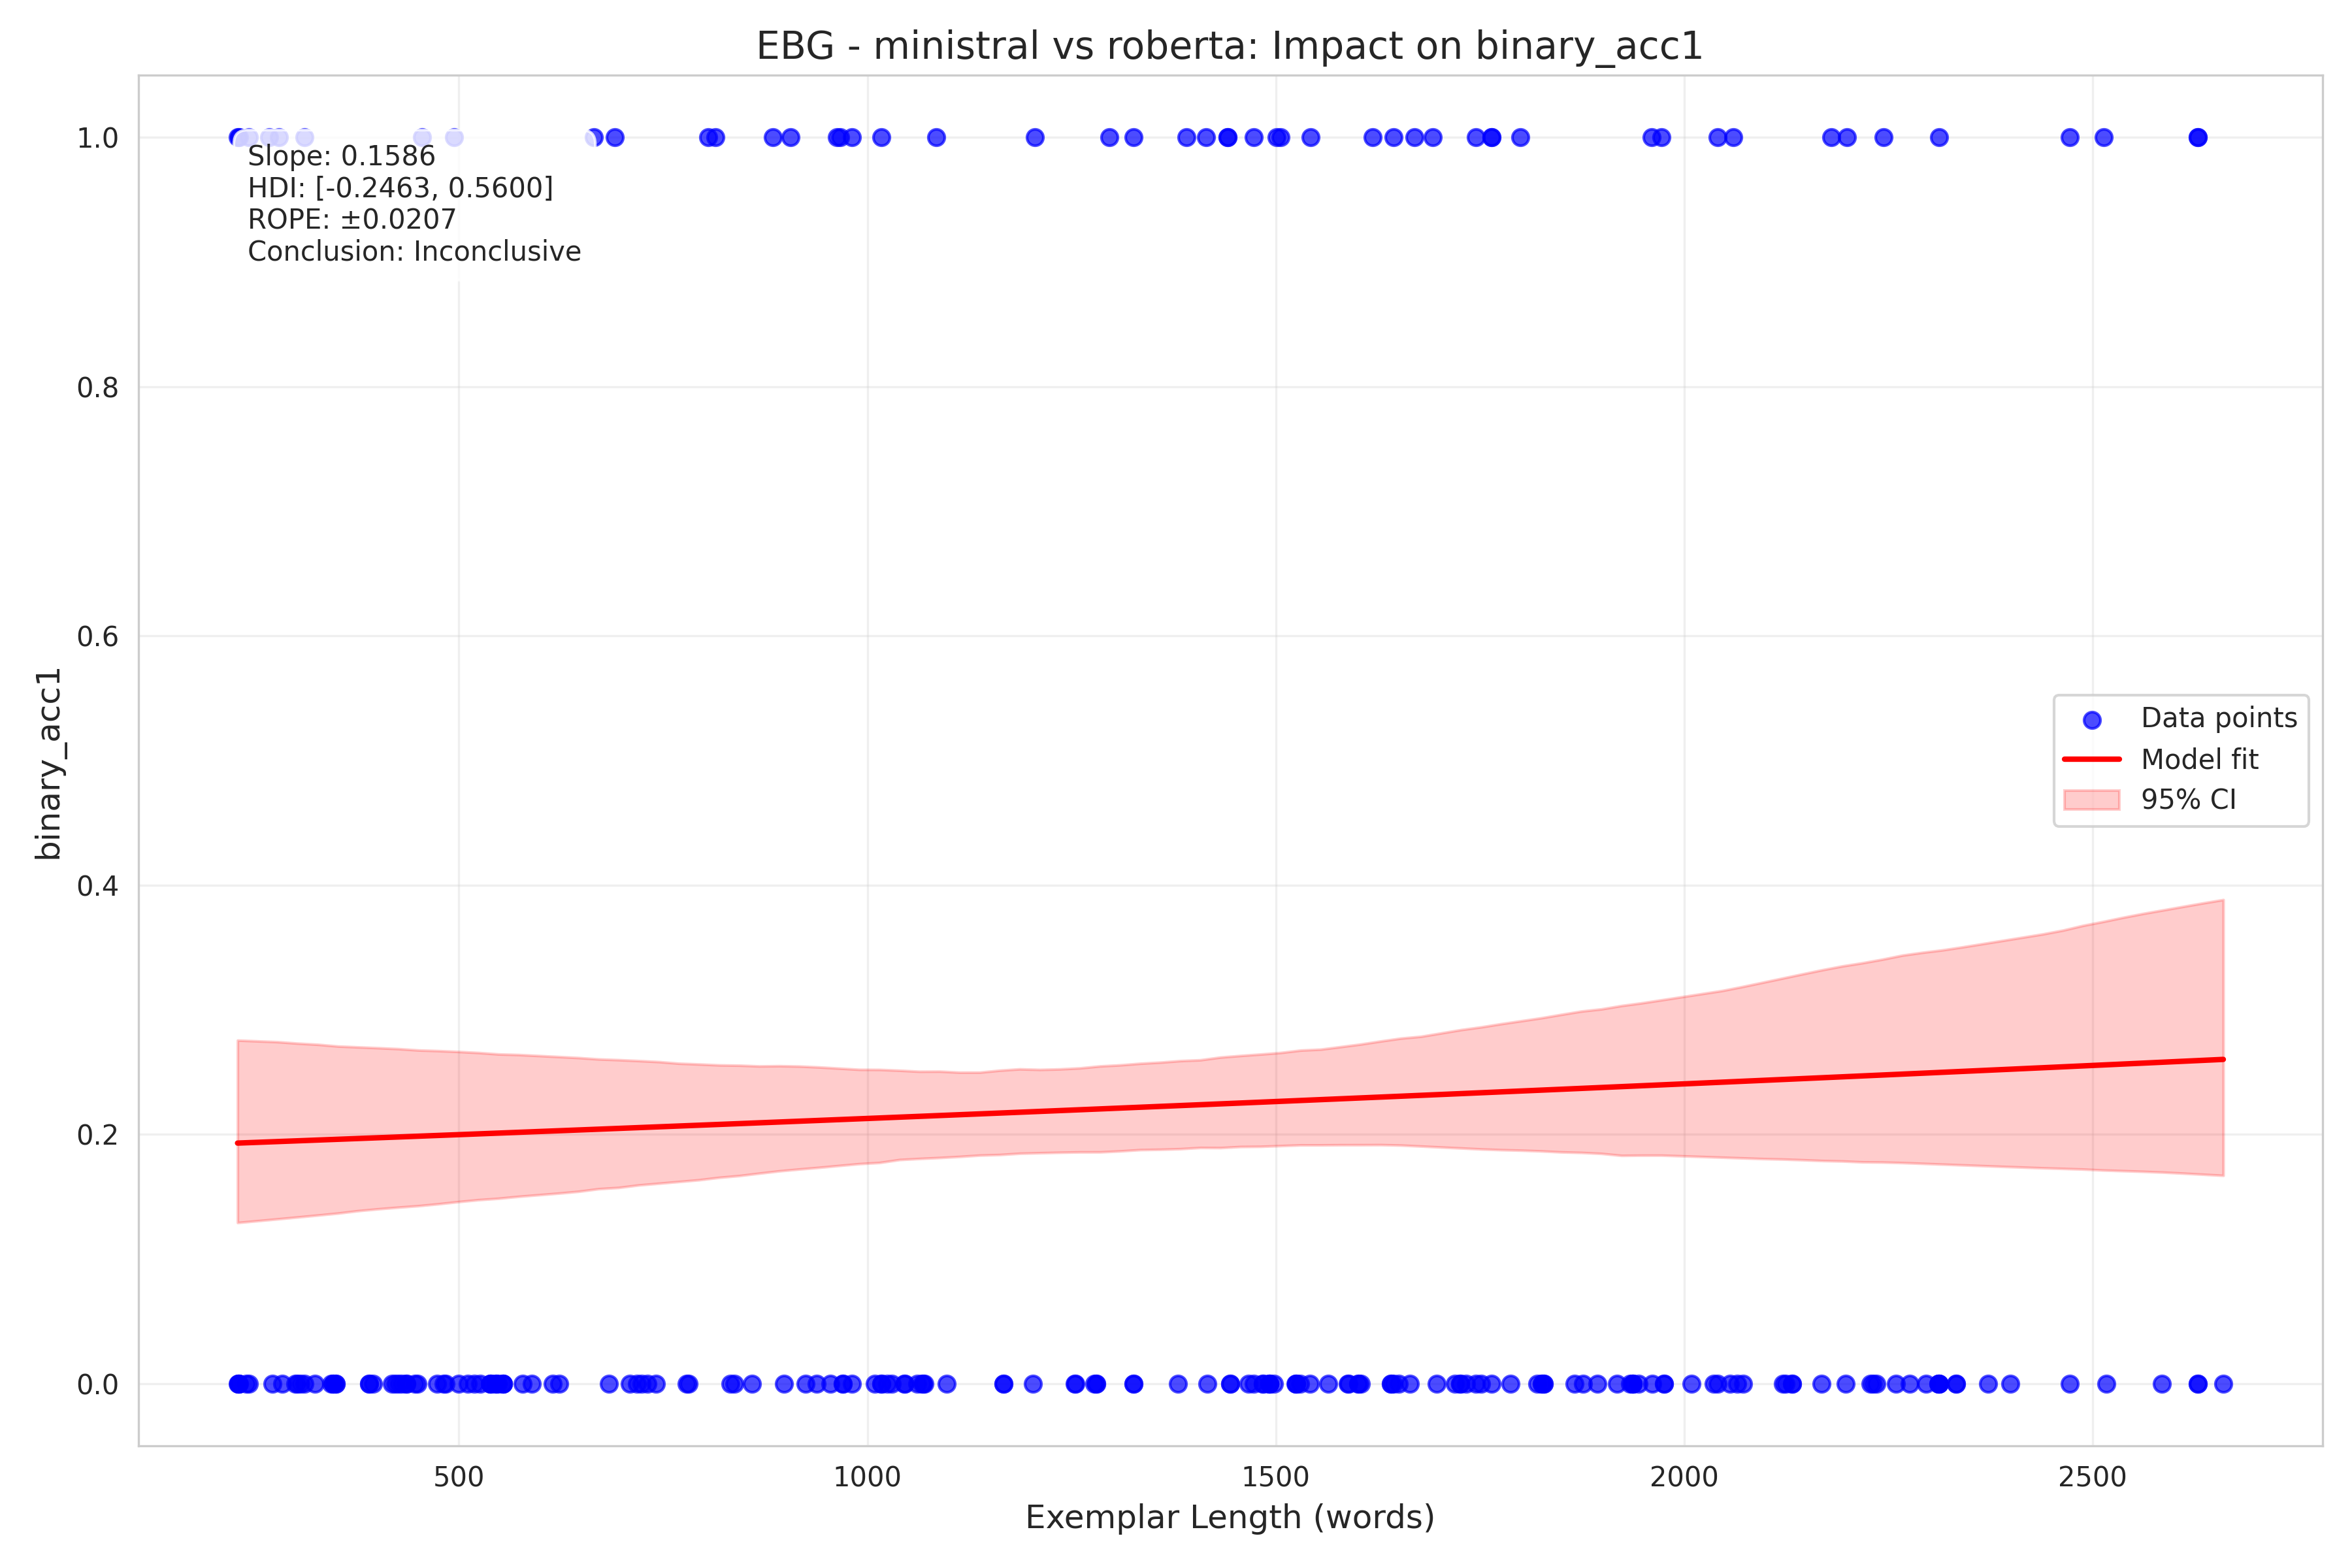 EBG - ministral vs roberta: Impact on binary_acc1
1.0
0.8
0.6
0.4
0.2
0.0
binary_acc1
Slope: 0.1586
HDI: [-0.2463, 0.5600]
ROPE: ±0.0207
Conclusion: Inconclusive
Data points
Model fit
95% CI
500
1000
1500
2000
2500
Exemplar Length (words)